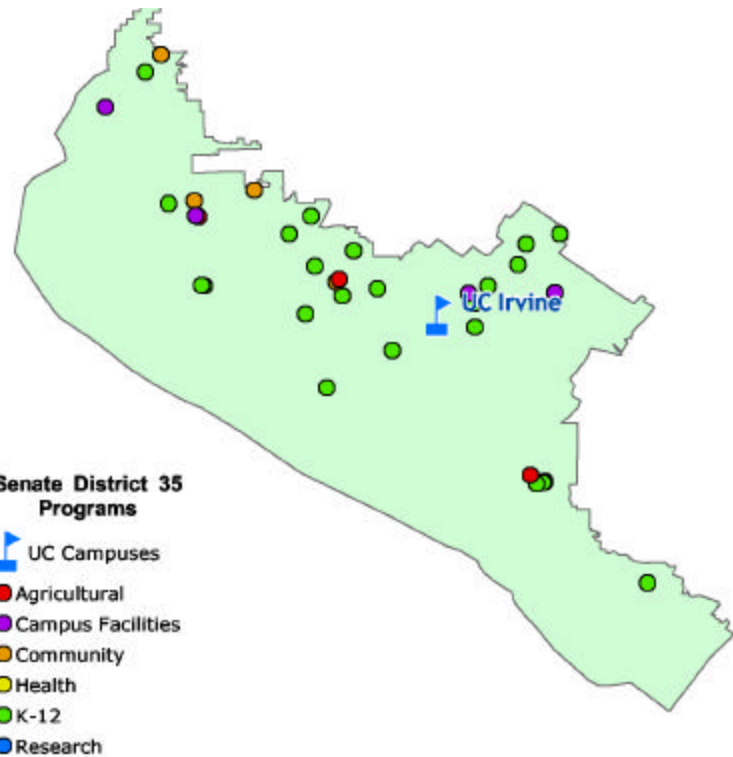 UC Irvine
Senate District 35
Programs
UC Campuses
Agricultural
Campus Facilities
Community
Health
K-12
Research